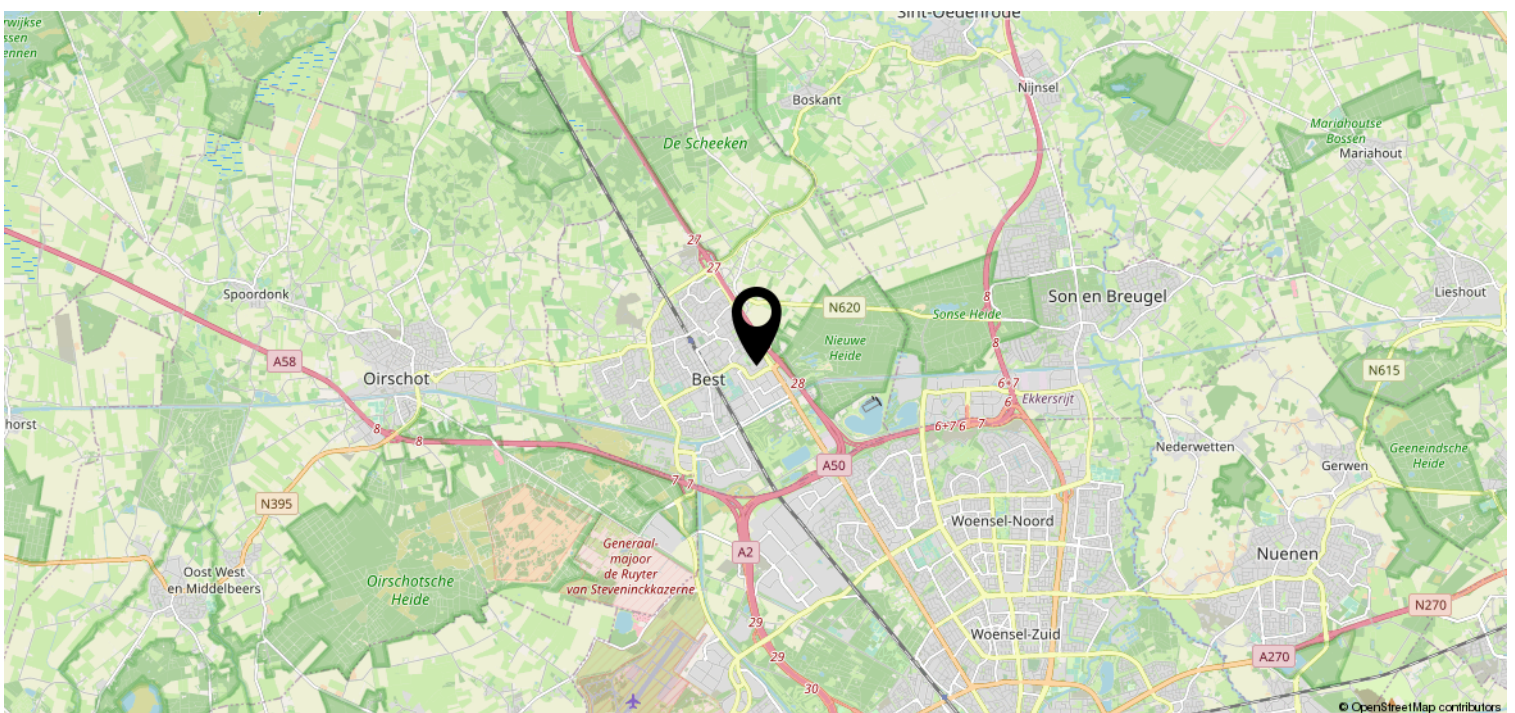 Sint-Oedenrode
Nijnsel
Boskant
De Scheeken
Mariahoutse
Bossen
Mariahout
27
27
Spoordonk
8
Son en Breugel
Lieshout
N620
Sonse Heide
Nieuwe
Heide
8
A58
Oirschot
Best
28
6+7
6
Ekkersrijt
N615
horst
8
8
6+7
6
7
Nederwetten
Geeneindsche
Heide
Gerwen
A50
7
7
N395
Woensel-Noord
Generaal-
majoor
de Ruyter
van Steveninckkazerne
A2
Nuenen
Oost West
en Middelbeers
Oirschotsche
Heide
N270
29
Woensel-Zuid
29
A270
30
© OpenStreetMap contributors